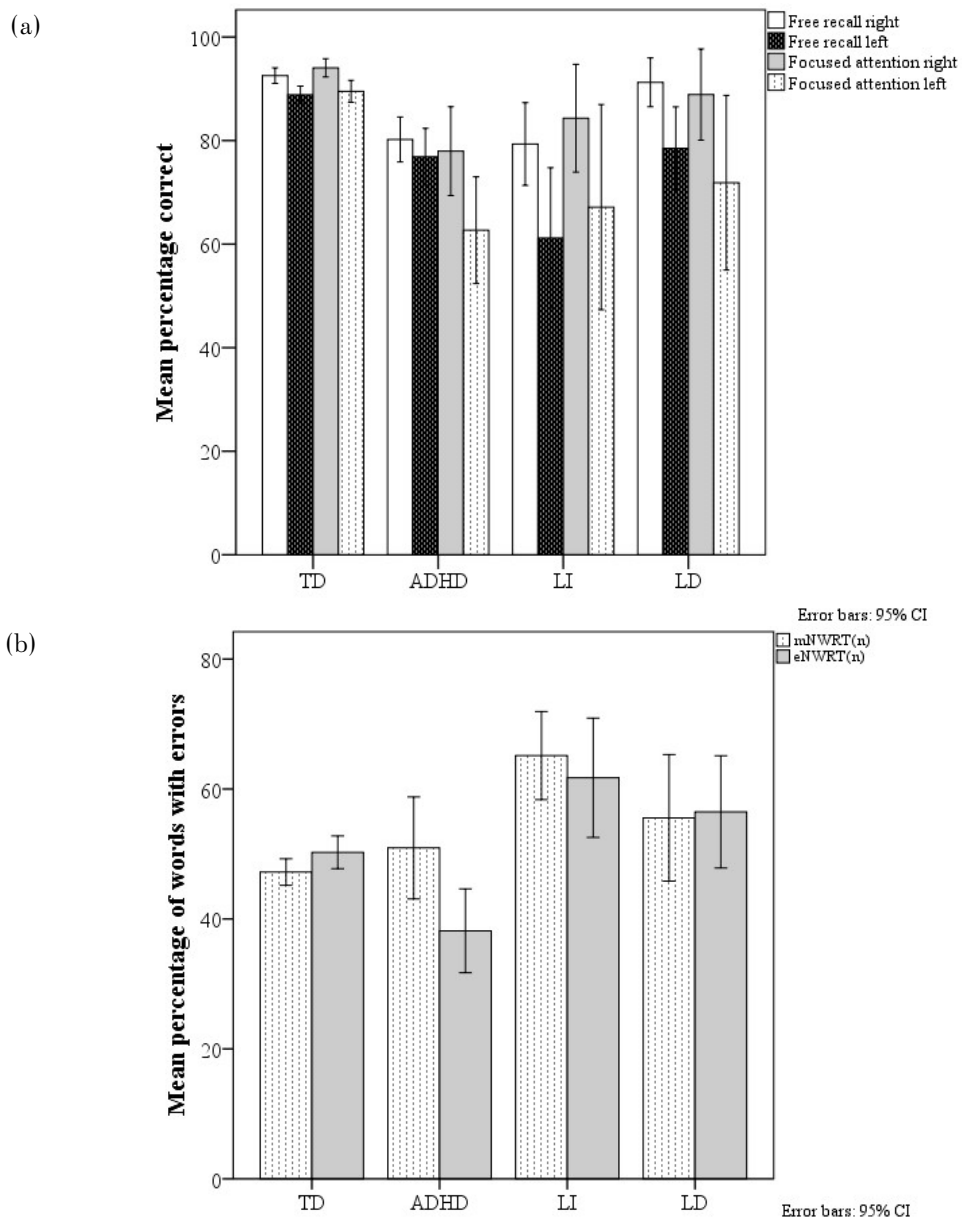 (a)
Free recall right
Free recall left
Focused attention right
Focused attention left
Mean percentage correct
100
80
60
40
20
0
TD ADHD LI LD
Error bars: 95% CI
(b)
mNWRT(n)
eNWRT(n)
Mean percentage of words with errors
80
60
40
20
0
TD ADHD LI LD
Error bars: 95% CI